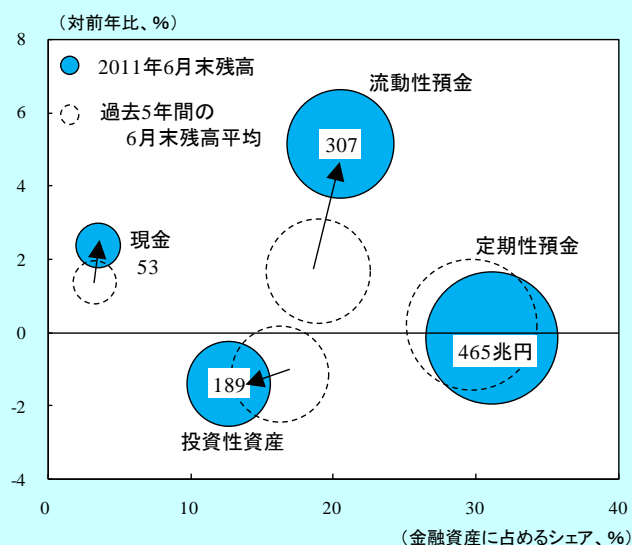 （対前年比、%）
8
6
4
2
0
-2
-4
2011年6月末残高
過去5年間の
6月末残高平均
流動性預金
307
現金
53
定期性預金
465兆円
189
投資性資産
0
10
20
30
40
（金融資産に占めるシェア、%）